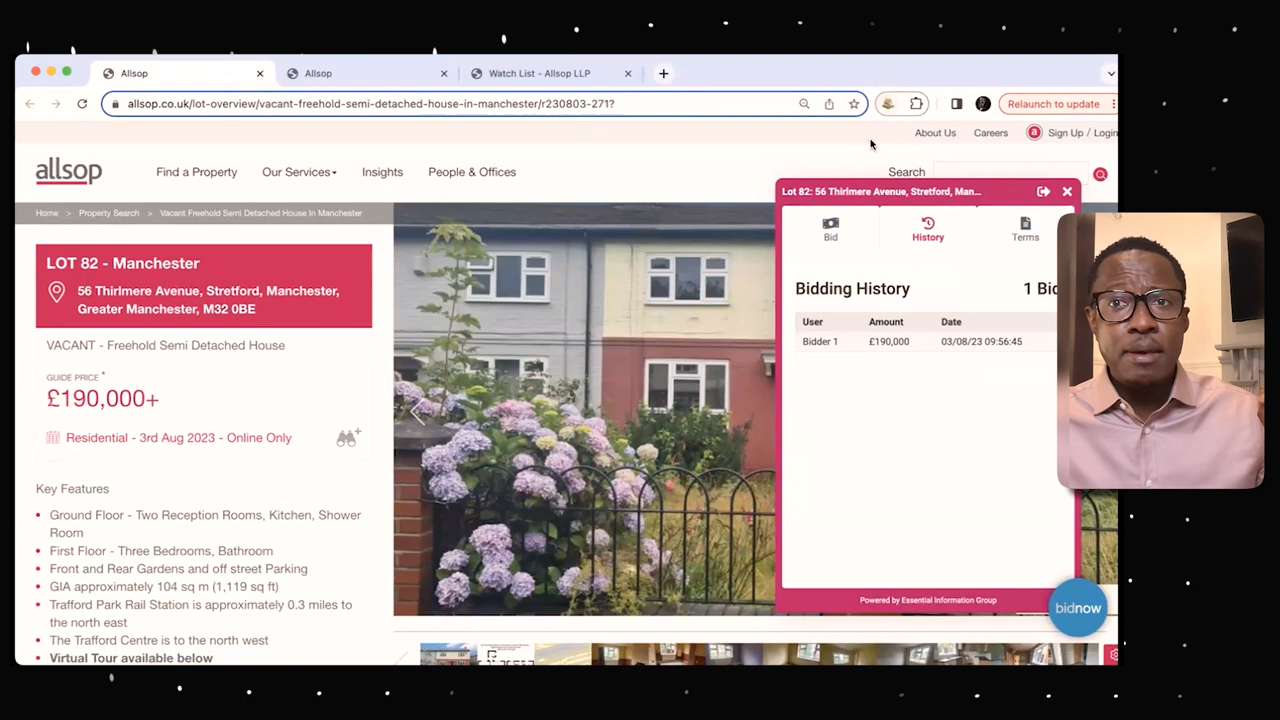 Allsop
Allsop
Watch List - Allsop LLP
allsop.co.uk/lot-overview/vacant-freehold-semi-detached-house-in-manchester/r230803-271?
Relaunch to update
About Us
Careers
Sign Up / Login
allsop
Find a Property
Our Services
Insights
People & Offices
Search
Home > Property Search > Vacant Freehold Semi Detached House In Manchester
LOT 82 - Manchester
56 Thirlmere Avenue, Stretford, Manchester,
Greater Manchester, M32 0BE
VACANT - Freehold Semi Detached House
GUIDE PRICE *
£190,000+
Residential - 3rd Aug 2023 - Online Only
Key Features
Ground Floor - Two Reception Rooms, Kitchen, Shower
Room
First Floor - Three Bedrooms, Bathroom
Front and Rear Gardens and off street Parking
GIA approximately 104 sq m (1,119 sq ft)
Trafford Park Rail Station is approximately 0.3 miles to
the north east
The Trafford Centre is to the north west
Virtual Tour available below
Lot 82: 56 Thirlmere Avenue, Stretford, Man...
Bid
History
Terms
Bidding History
1 Bid
User Amount Date
Bidder 1 £190,000 03/08/23 09:56:45
Powered by Essential Information Group
bidnow